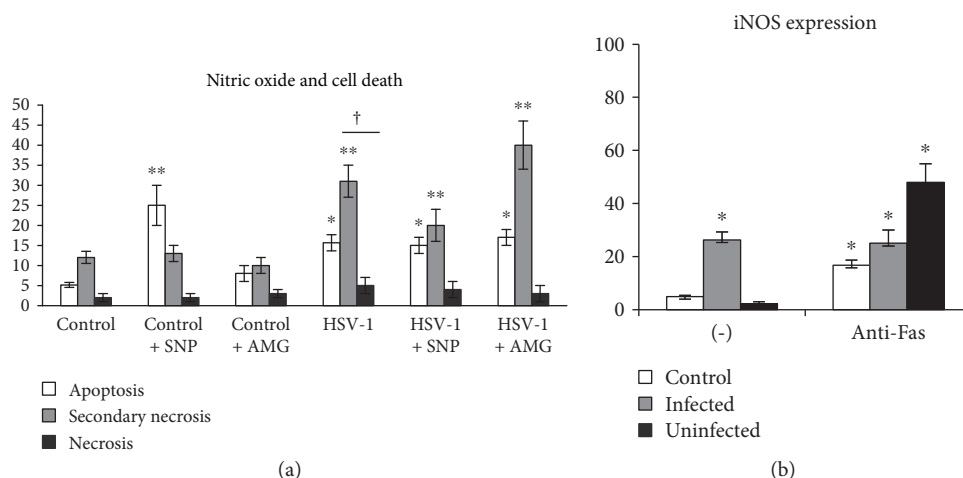 Nitric oxide and cell death
50
45
40
35
30
25
20
15
10
5
0
**
†
**
*
**
*
**
*
Control
Control
+ SNP
Control
+ AMG
HSV-1
HSV-1
+ SNP
HSV-1
+ AMG
Apoptosis
Secondary necrosis
Necrosis
(a)
iNOS expression
100
80
60
40
20
0
*
*
*
*
(-)
Anti-Fas
Control
Infected
Uninfected
(b)